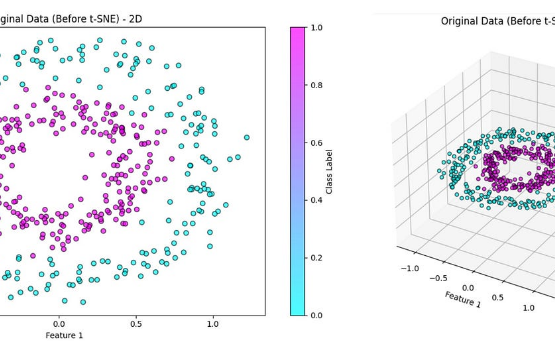 ginal Data (Before t-SNE) - 2D
Original Data (Before t-S
1.0
0.8
0.6
0.4
0.2
0.0
Class Label
0.0
0.5
1.0
Feature 1
−1.0
−0.5
0.0
0.5
1.0
Feature 1